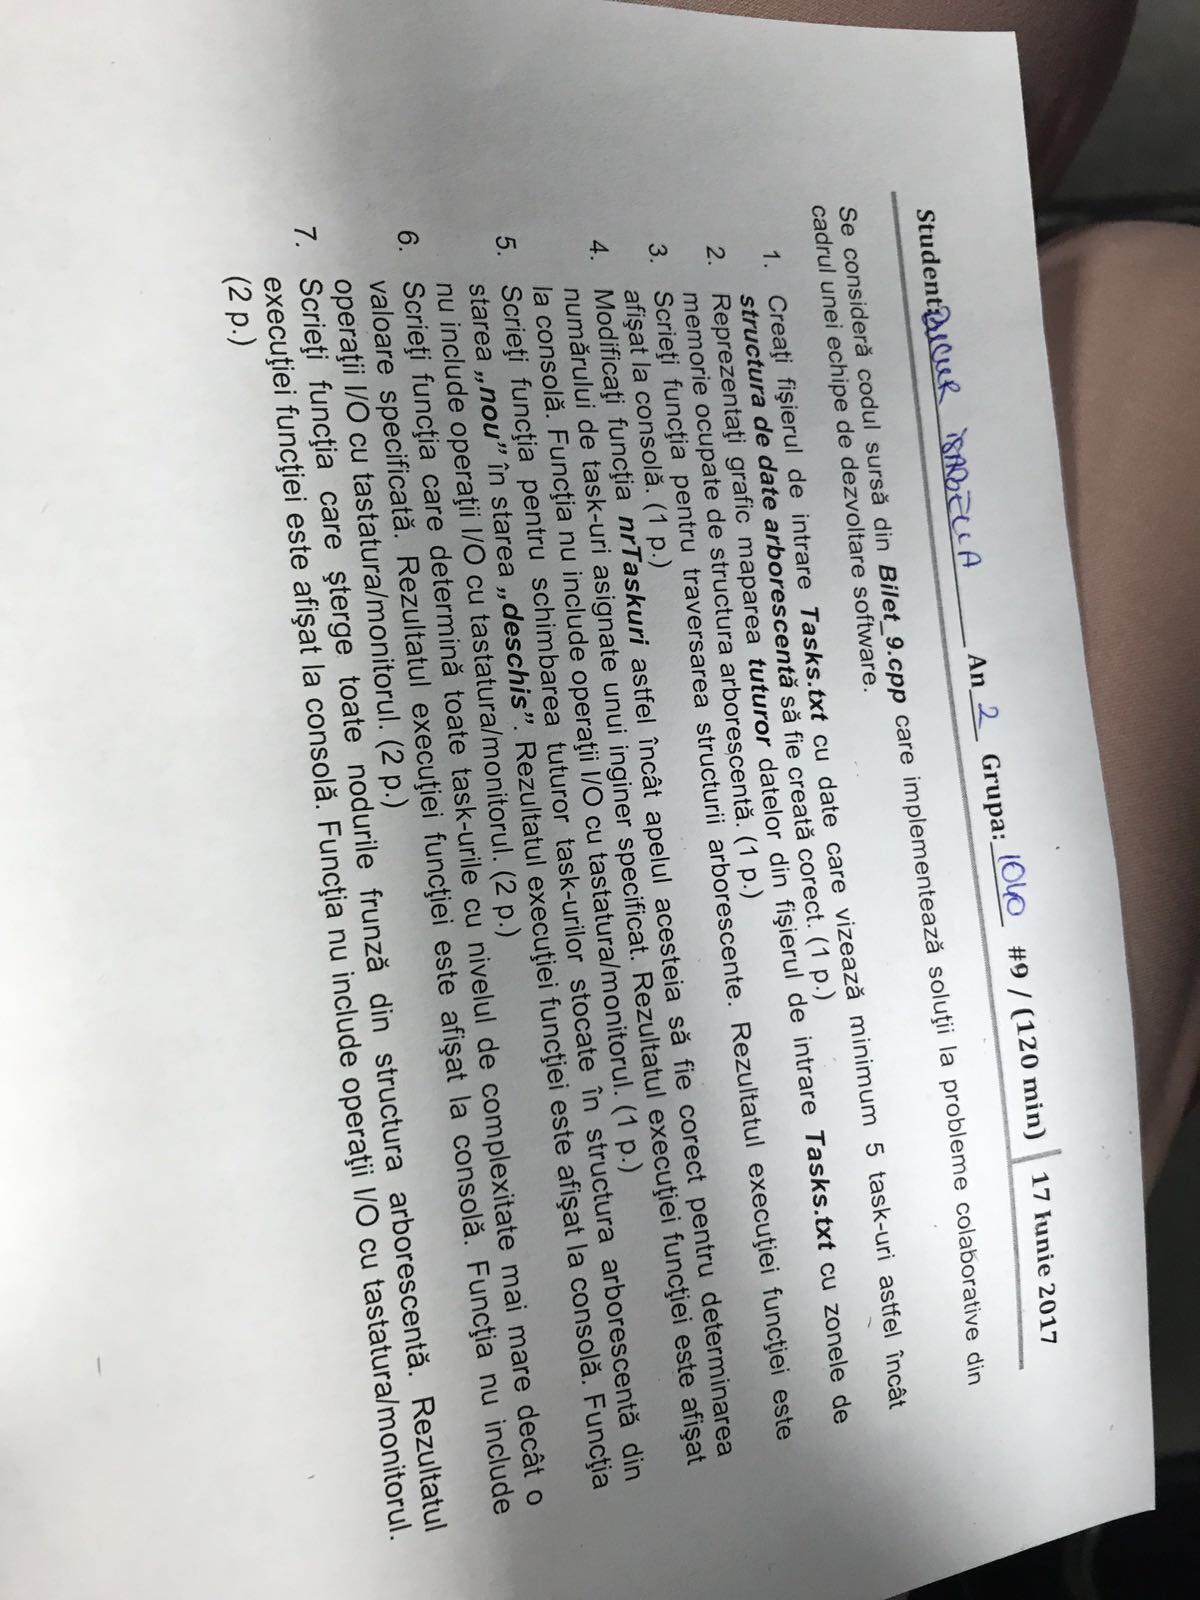 Student: BUCUR ISABELLA An 2 Grupa: 1040 #9 / (120 min) 17 Iunie 2017
Se consideră codul sursă din Bilet_9.cpp care implementează soluţii la probleme colaborative din
cadrul unei echipe de dezvoltare software.
1. Creaţi fişierul de intrare Tasks.txt cu date care vizează minimum 5 task-uri astfel încât
structura de date arborescentă să fie creată corect. (1 p.)
2. Reprezentaţi grafic maparea tuturor datelor din fişierul de intrare Tasks.txt cu zonele de
memorie ocupate de structura arborescentă. (1 p.)
3. Scrieţi funcţia pentru traversarea structurii arborescente. Rezultatul execuţiei funcţiei este
afişat la consolă. (1 p.)
4. Modificaţi funcţia nrTaskuri astfel încât apelul acesteia să fie corect pentru determinarea
numărului de task-uri asignate unui inginer specificat. Rezultatul execuţiei funcţiei este afişat
la consolă. Funcţia nu include operaţii I/O cu tastatura/monitorul. (1 p.)
5. Scrieţi funcţia pentru schimbarea tuturor task-urilor stocate în structura arborescentă din
starea „nou” în starea „deschis”. Rezultatul execuţiei funcţiei este afişat la consolă. Funcţia
nu include operaţii I/O cu tastatura/monitorul. (2 p.)
6. Scrieţi funcţia care determină toate task-urile cu nivelul de complexitate mai mare decât o
valoare specificată. Rezultatul execuţiei funcţiei este afişat la consolă. Funcţia nu include
operaţii I/O cu tastatura/monitorul. (2 p.)
7. Scrieţi funcţia care şterge toate nodurile frunză din structura arborescentă. Rezultatul
execuţiei funcţiei este afişat la consolă. Funcţia nu include operaţii I/O cu tastatura/monitorul.
(2 p.)